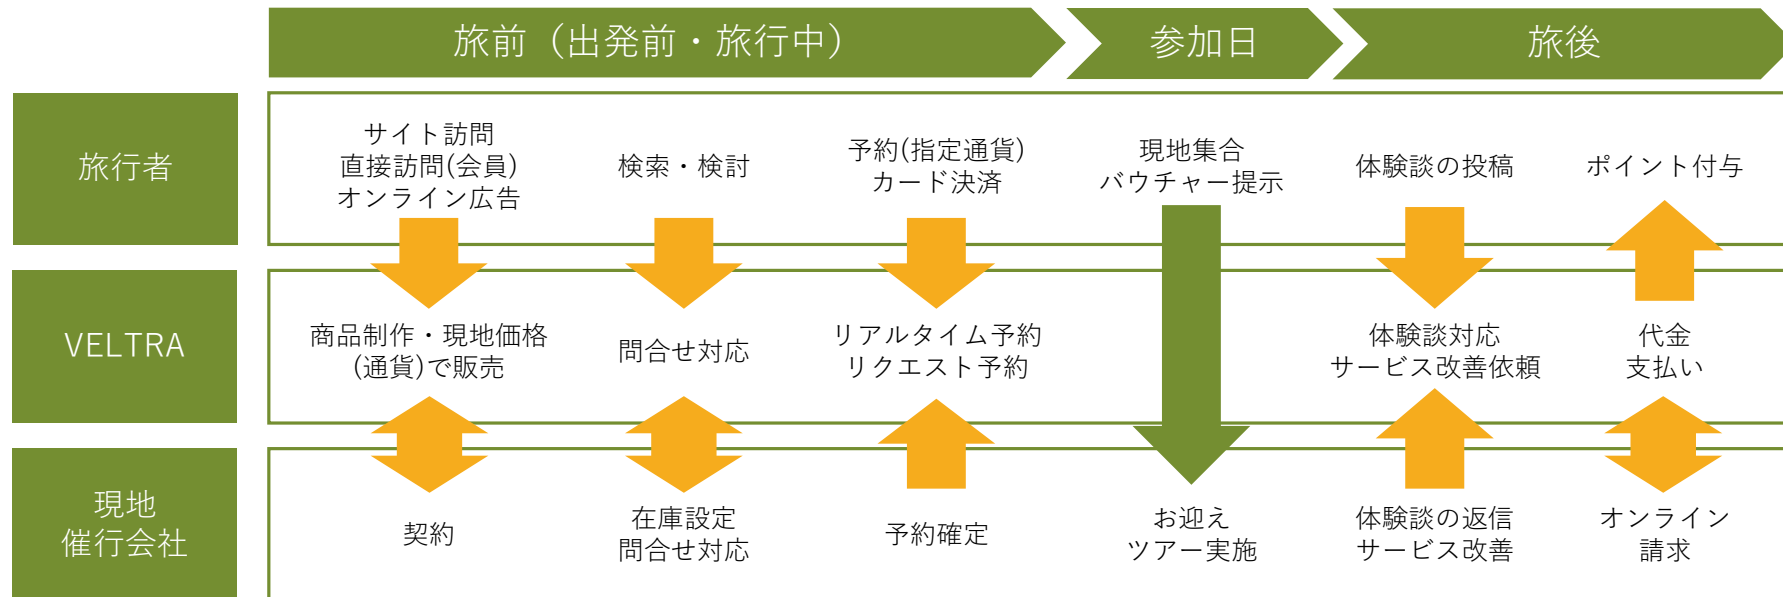 旅前（出発前・旅行中）
参加日
旅後
旅行者
サイト訪問
直接訪問(会員)
オンライン広告
検索・検討
予約(指定通貨)
カード決済
現地集合
バウチャー提示
体験談の投稿
ポイント付与
VELTRA
商品制作・現地価格
(通貨)で販売
問合せ対応
リアルタイム予約
リクエスト予約
体験談対応
サービス改善依頼
代金
支払い
現地
催行会社
契約
在庫設定
問合せ対応
予約確定
お迎え
ツアー実施
体験談の返信
サービス改善
オンライン
請求